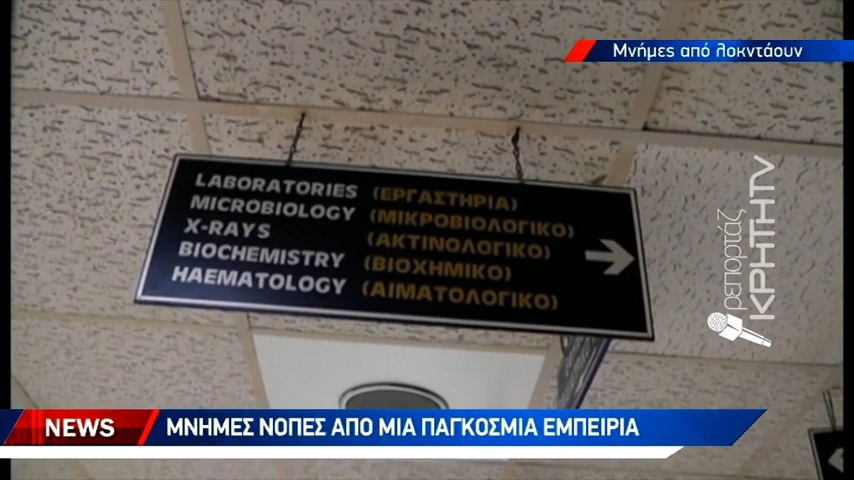 Μνήμες από λοκντάουν
LABORATORIES (ΕΡΓΑΣΤΗΡΙΑ)
MICROBIOLOGY (ΜΙΚΡΟΒΙΟΛΟΓΙΚΟ)
X-RAYS (ΑΚΤΙΝΟΛΟΓΙΚΟ)
BIOCHEMISTRY (ΒΙΟΧΗΜΙΚΟ)
HAEMATOLOGY (ΑΙΜΑΤΟΛΟΓΙΚΟ)
ρεπορτάζ
ΚΡΗΤΗTV
NEWS ΜΝΗΜΕΣ ΝΟΠΕΣ ΑΠΟ ΜΙΑ ΠΑΓΚΟΣΜΙΑ ΕΜΠΕΙΡΙΑ